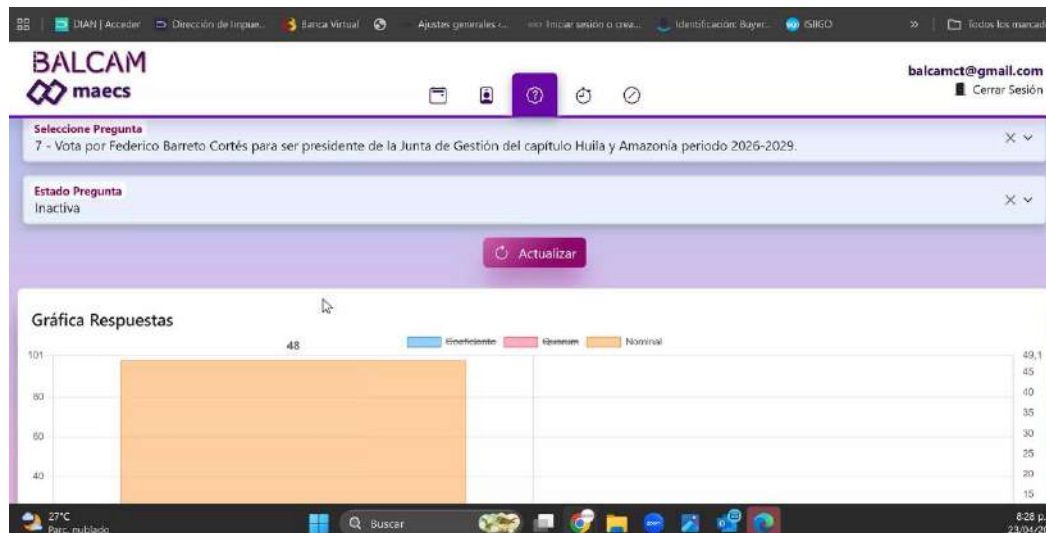 DIAN | Acceder
Dirección de Impue...
Banca Virtual
Ajustes generales
Iniciar sesión o crea...
Identificación: Buyer...
»
Todos los marcad
BALCAM
maecs
balcamct@gmail.com
Cerrar Sesión
Seleccione Pregunta
7 - Vota por Federico Barreto Cortés para ser presidente de la Junta de Gestión del capítulo Huila y Amazonía periodo 2026-2029.
Estado Pregunta
Inactiva
Actualizar
Gráfica Respuestas
48
Coeficiente
Quorum
Nominal
101
80
60
40
49,1
45
40
35
30
25
20
15
27°C
Parc. nublado
Buscar
8:28 p.
23/04/20